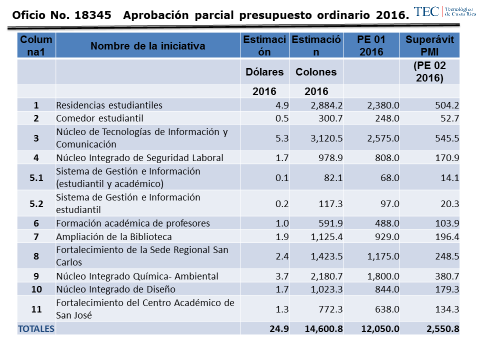 Oficio No. 18345 Aprobación parcial presupuesto ordinario 2016.
TEC Tecnológico de Costa Rica
Colum na1 Nombre de la iniciativa Estimaci ón Estimació n PE 01 2016 Superávit PMI
Dólares Colones (PE 02 2016)
2016 2016
1 Residencias estudiantiles 4.9 2,884.2 2,380.0 504.2
2 Comedor estudiantil 0.5 300.7 248.0 52.7
3 Núcleo de Tecnologías de Información y Comunicación 5.3 3,120.5 2,575.0 545.5
4 Núcleo Integrado de Seguridad Laboral 1.7 978.9 808.0 170.9
5.1 Sistema de Gestión e Información (estudiantil y académico) 0.1 82.1 68.0 14.1
5.2 Sistema de Gestión e Información estudiantil 0.2 117.3 97.0 20.3
6 Formación académica de profesores 1.0 591.9 488.0 103.9
7 Ampliación de la Biblioteca 1.9 1,125.4 929.0 196.4
8 Fortalecimiento de la Sede Regional San Carlos 2.4 1,423.5 1,175.0 248.5
9 Núcleo Integrado Química- Ambiental 3.7 2,180.7 1,800.0 380.7
10 Núcleo Integrado de Diseño 1.7 1,023.3 844.0 179.3
11 Fortalecimiento del Centro Académico de San José 1.3 772.3 638.0 134.3
TOTALES 24.9 14,600.8 12,050.0 2,550.8